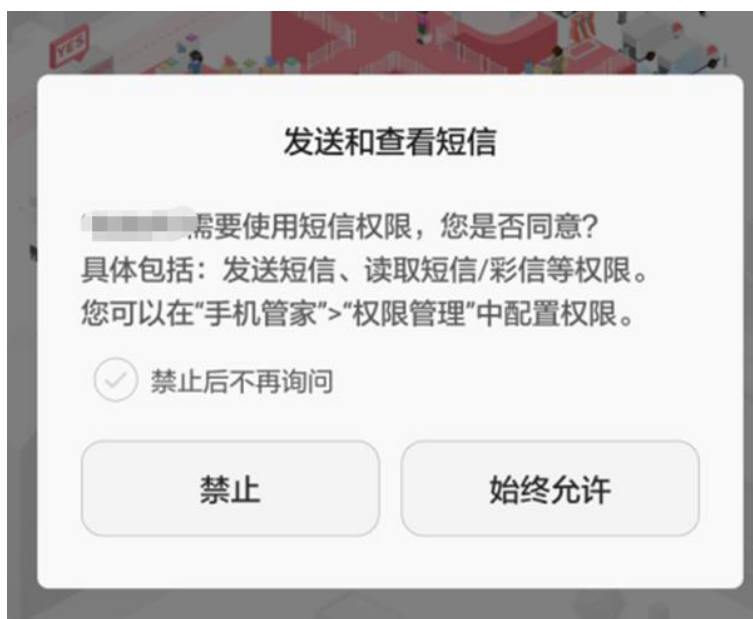 YES
发送和查看短信
需要使用短信权限，您是否同意？
具体包括：发送短信、读取短信/彩信等权限。
您可以在“手机管家”>“权限管理”中配置权限。
禁止后不再询问
禁止
始终允许